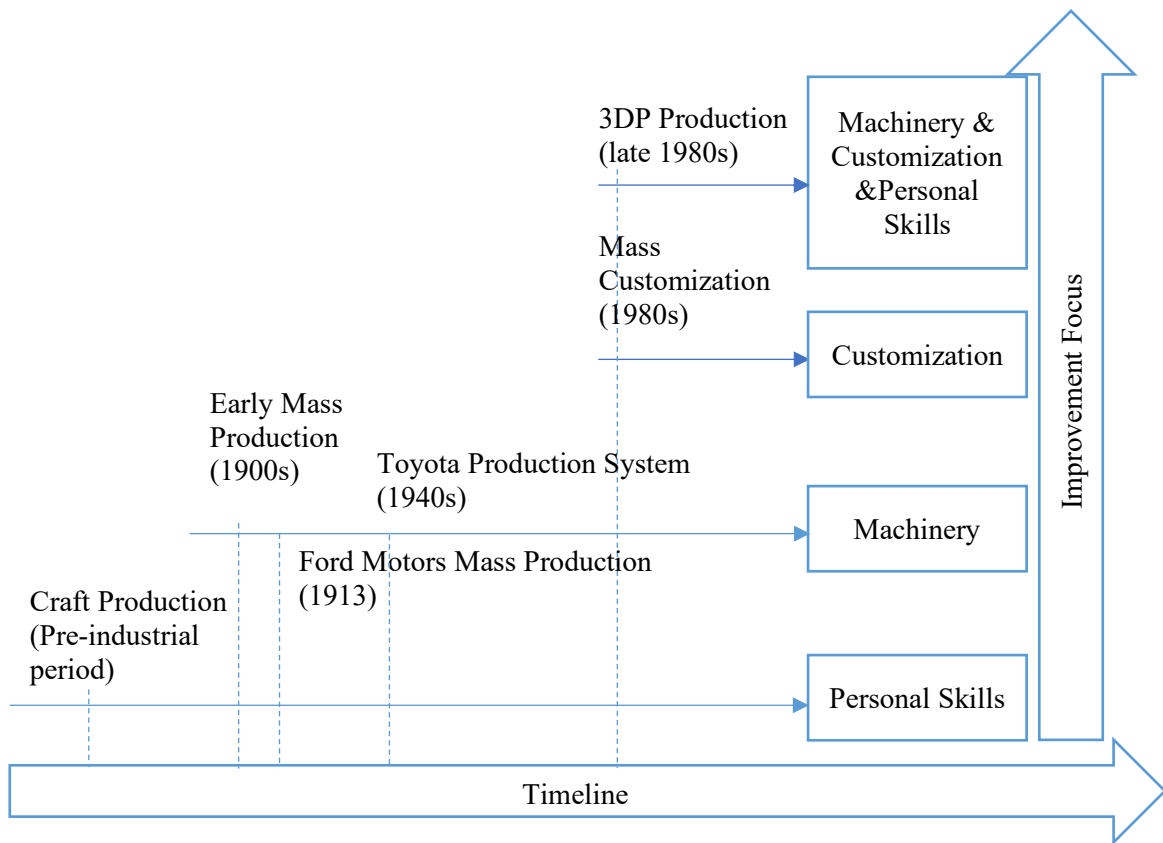 3DP Production
(late 1980s)
Machinery &
Customization
&Personal
Skills
Mass
Customization
(1980s)
Customization
Early Mass
Production
(1900s)
Toyota Production System
(1940s)
Machinery
Ford Motors Mass Production
(1913)
Craft Production
(Pre-industrial
period)
Personal Skills
Improvement Focus
Timeline